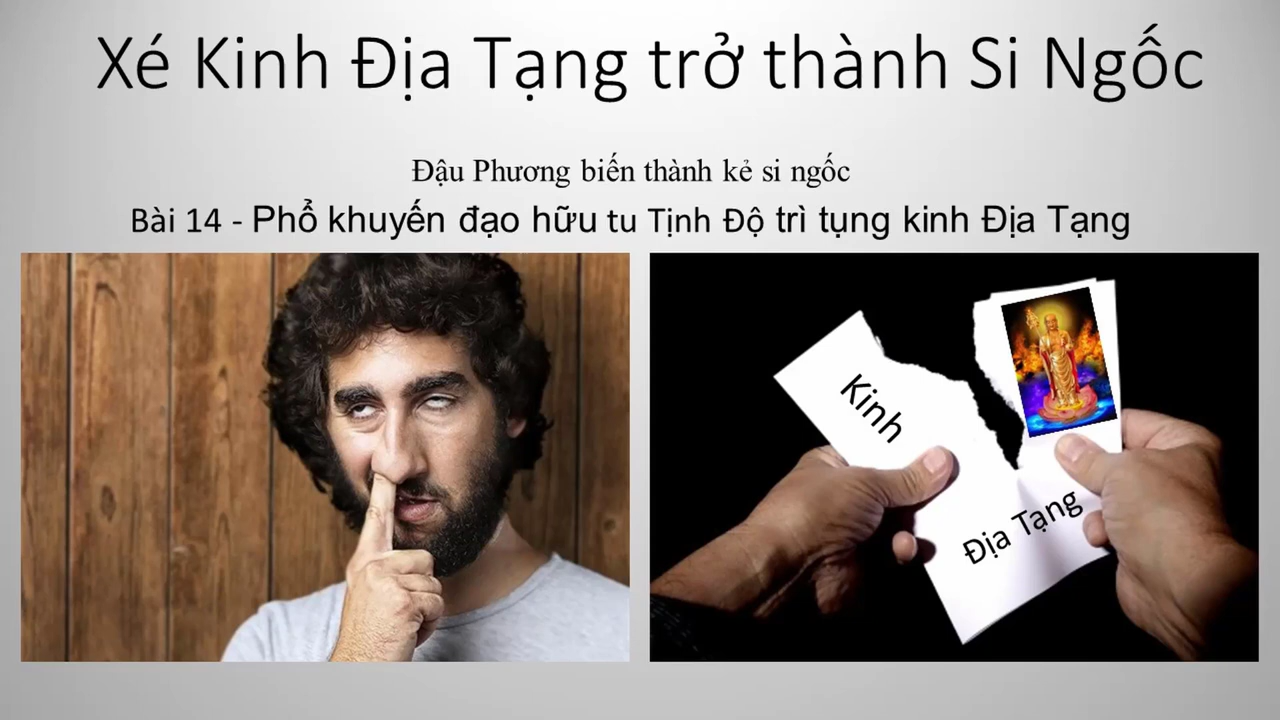 Xé Kinh Địa Tạng trở thành Si Ngốc
Đậu Phương biến thành kẻ si ngốc
Bài 14 - Phổ khuyến đạo hữu tu Tịnh Độ trì tụng kinh Địa Tạng
Kinh
Địa Tạng